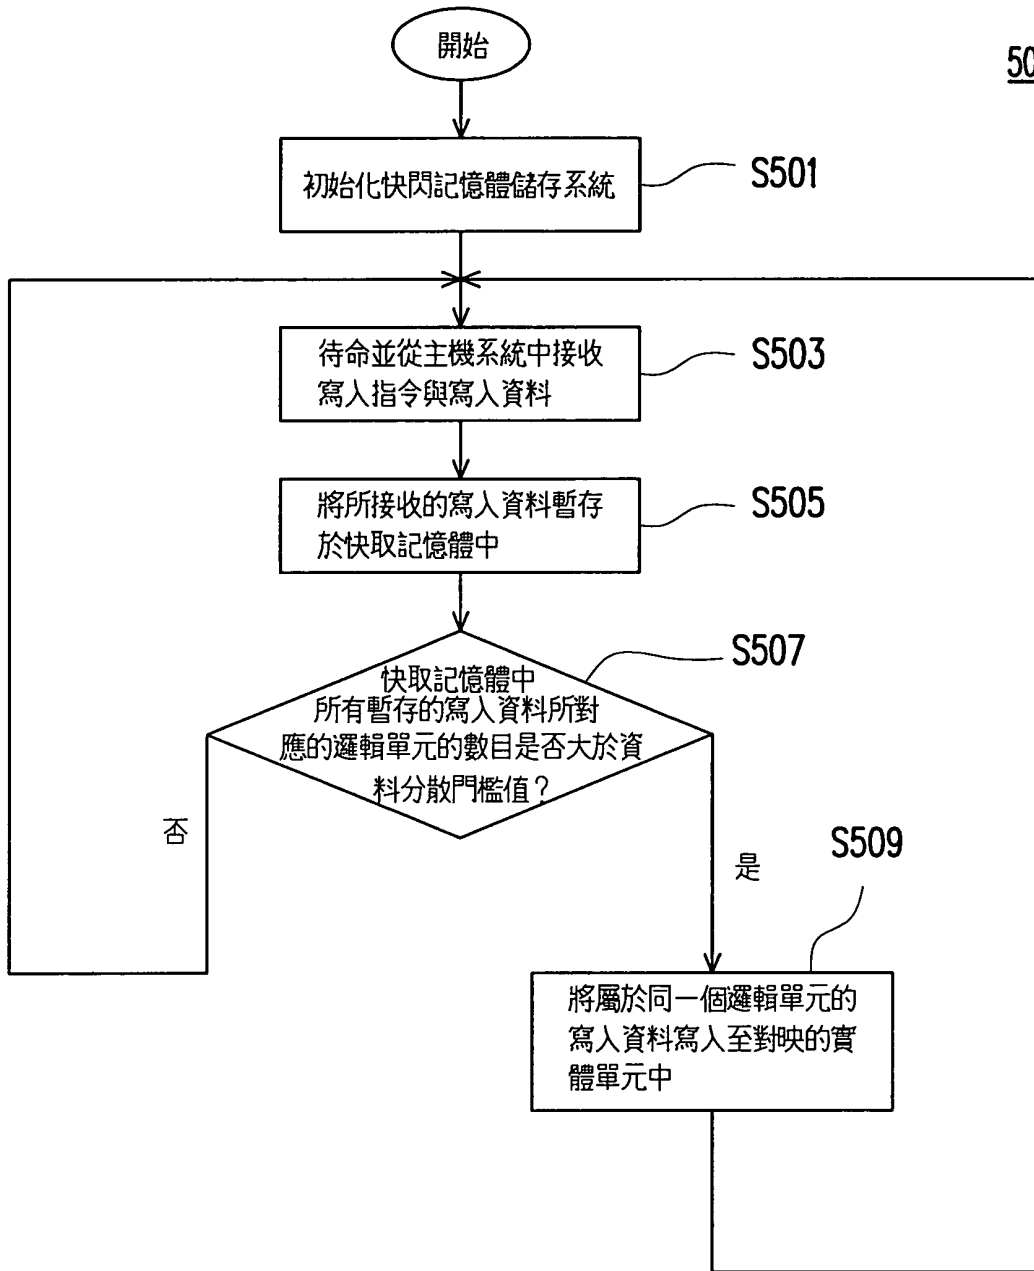 開始
50
初始化快閃記憶體儲存系統
S501
待命並從主機系統中接收
寫入指令與寫入資料
S503
將所接收的寫入資料暫存
於快取記憶體中
S505
S507
快取記憶體中
所有暫存的寫入資料所對
應的邏輯單元的數目是否大於資
料分散門檻值？
否
是
S509
將屬於同一個邏輯單元的
寫入資料寫入至對映的實
體單元中